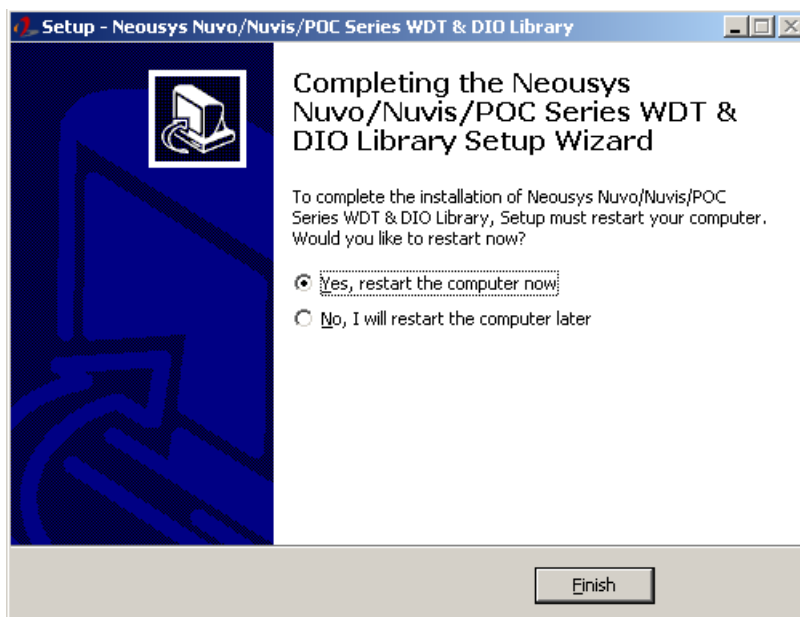 Setup - Neousys Nuvo/Nuvis/POC Series WDT & DIO Library
Completing the Neousys
Nuvo/Nuvis/POC Series WDT &
DIO Library Setup Wizard
To complete the installation of Neousys Nuvo/Nuvis/POC
Series WDT & DIO Library, Setup must restart your computer.
Would you like to restart now?
Yes, restart the computer now
No, I will restart the computer later
Finish